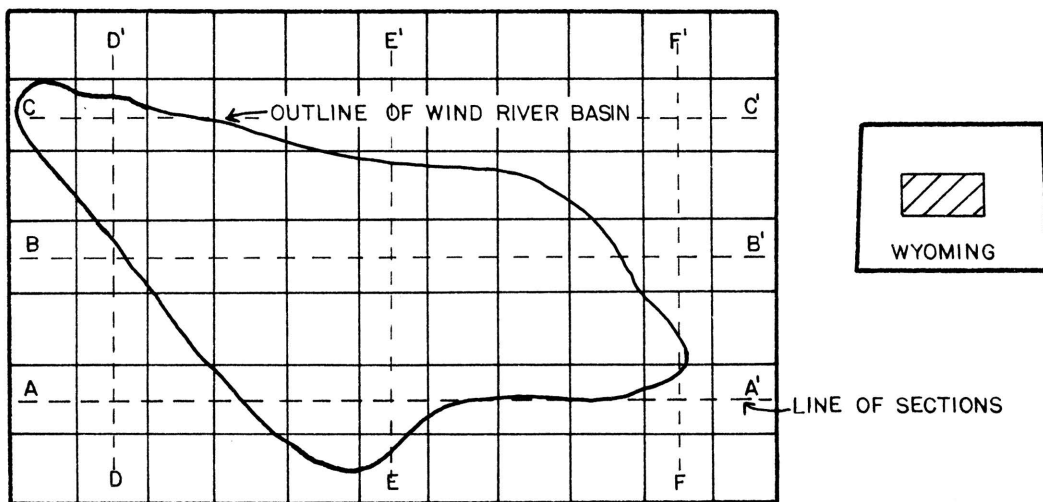 D' E' F'
C OUTLINE OF WIND RIVER BASIN C'
B B'
WYOMING
A A'
LINE OF SECTIONS
D E F